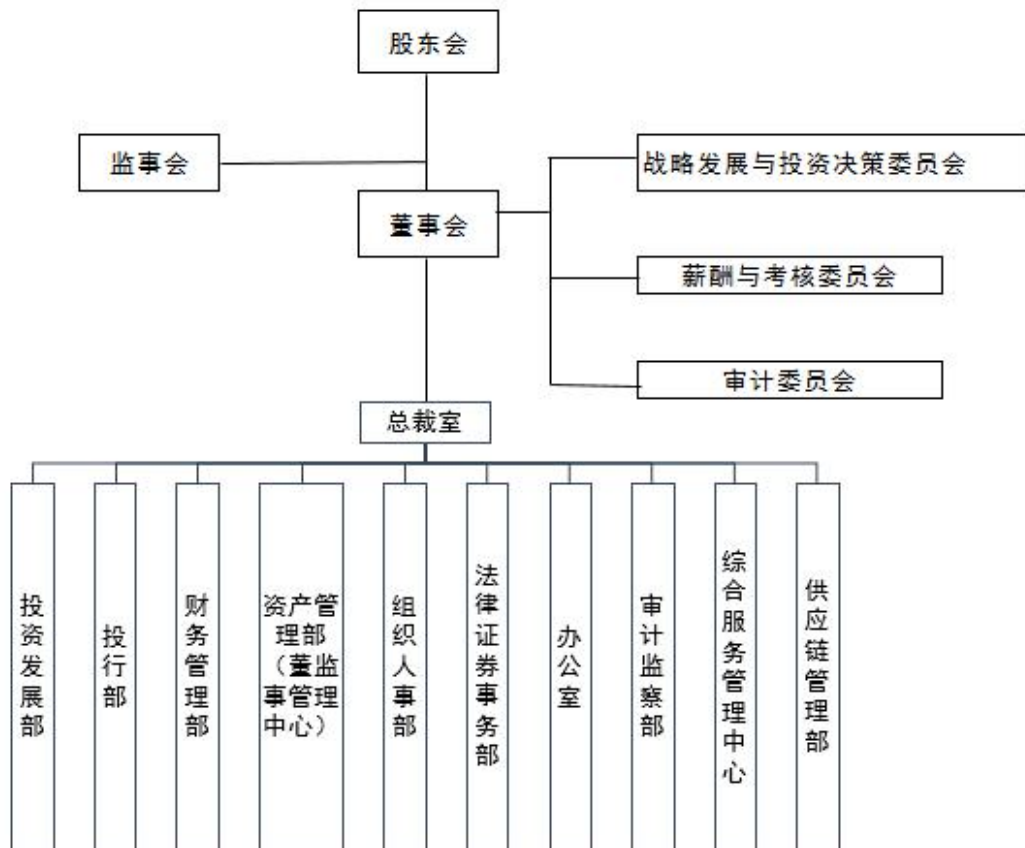 股东会
监事会
战略发展与投资决策委员会
董事会
薪酬与考核委员会
审计委员会
总裁室
投资发展部
投行部
财务管理部
资产管
理部
（董监
事管理
中心）
组织人事部
法律证券事务部
办公室
审计监察部
综合服务管理中心
供应链管理部